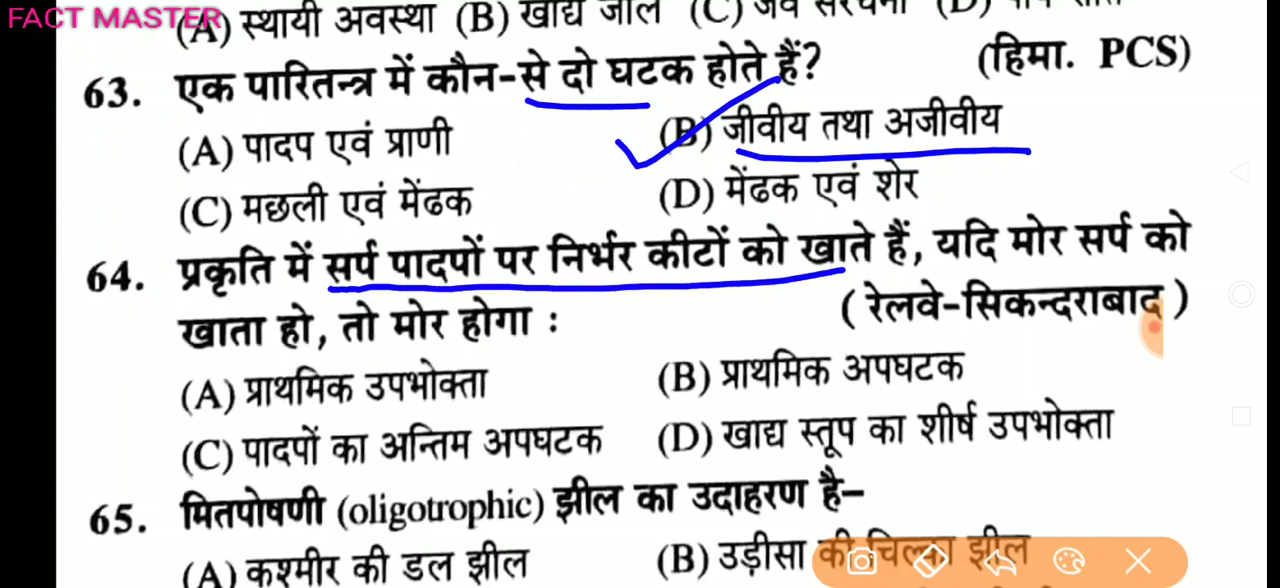 FACT MASTER
(A) स्थायी अवस्था (B) खाद्य जाल (C)
63. एक पारितन्त्र में कौन-से दो घटक होते हैं? (हिमा. PCS)
(A) पादप एवं प्राणी (B) जीवीय तथा अजीवीय
(C) मछली एवं मेंढक (D) मेंढक एवं शेर
64. प्रकृति में सर्प पादपों पर निर्भर कीटों को खाते हैं, यदि मोर सर्प को
खाता हो, तो मोर होगा : (रेलवे-सिकन्दराबाद)
(A) प्राथमिक उपभोक्ता (B) प्राथमिक अपघटक
(C) पादपों का अन्तिम अपघटक (D) खाद्य स्तूप का शीर्ष उपभोक्ता
65. मितपोषणी (oligotrophic) झील का उदाहरण है–
(A) कश्मीर की डल झील (B) उड़ीसा की चिल्का झील